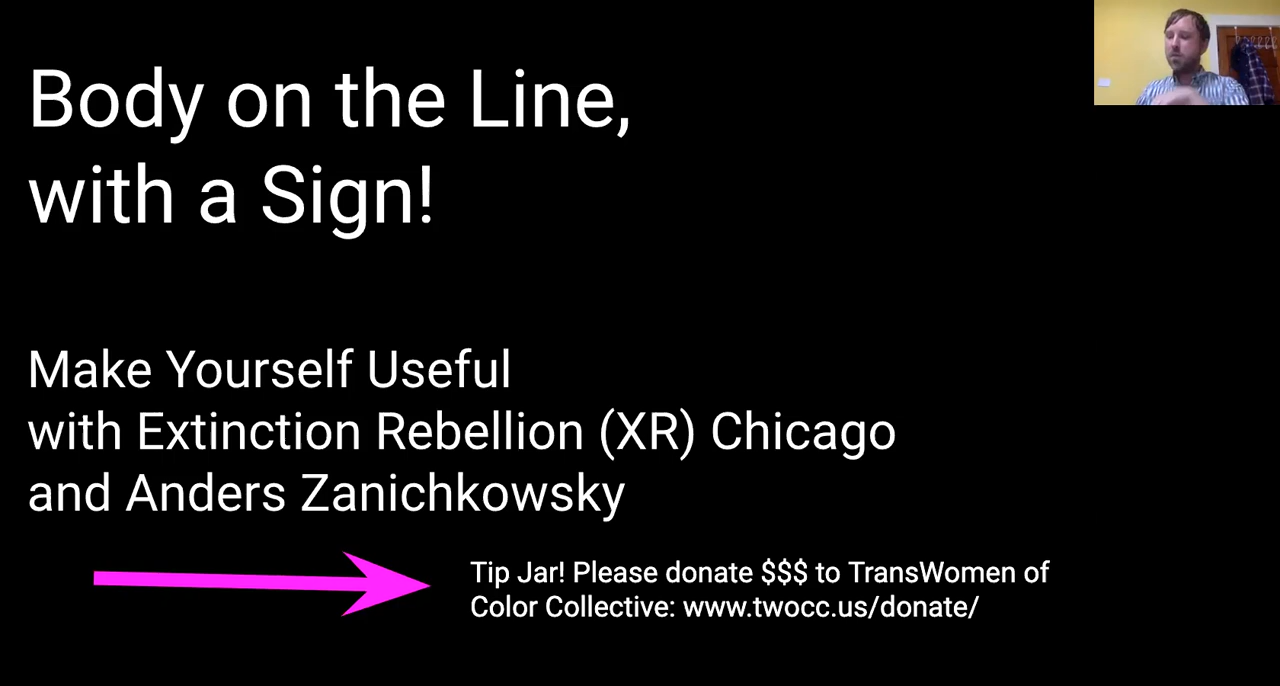 Body on the Line,
with a Sign!
Make Yourself Useful
with Extinction Rebellion (XR) Chicago
and Anders Zanichkowsky
Tip Jar! Please donate $$$ to TransWomen of
Color Collective: www.twocc.us/donate/